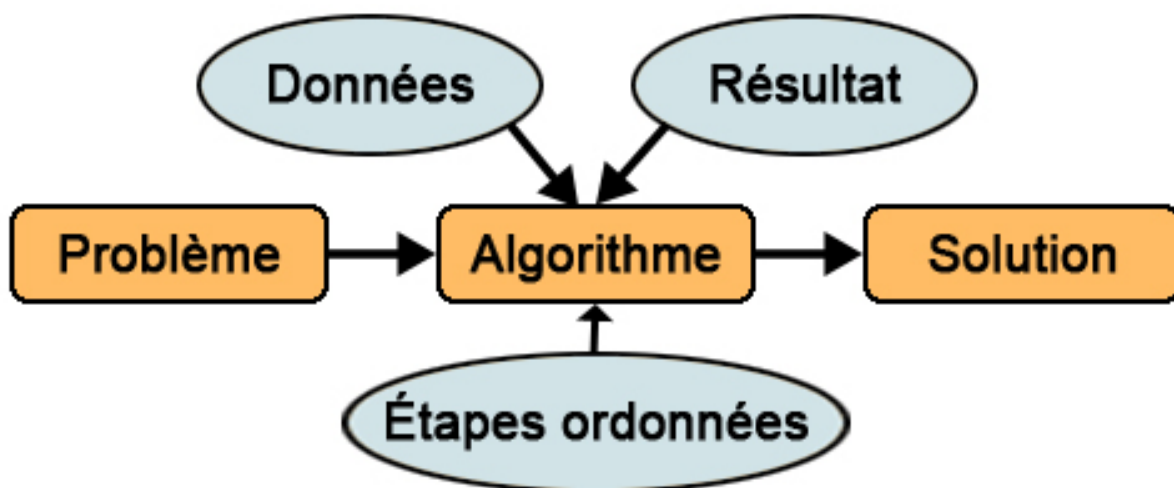 Données
Résultat
Problème
Algorithme
Solution
Étapes ordonnées